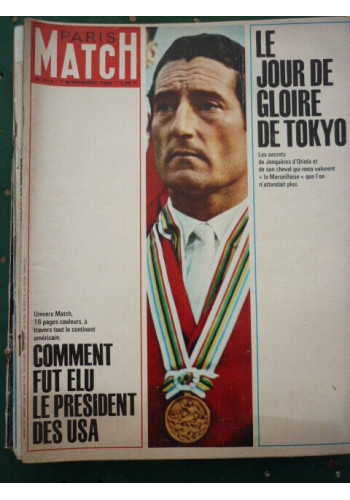 PARIS
MATCH
LE
JOUR DE
GLOIRE
DE TOKYO
Les secrets
de Jonquères d'Oriola et
de son cheval qui nous valurent
« la Marseillaise » que l'on
n'attendait plus
Univers Match,
16 pages couleurs, à
travers tout le continent
américain.
COMMENT
FUT ELU
LE PRESIDENT
DES USA